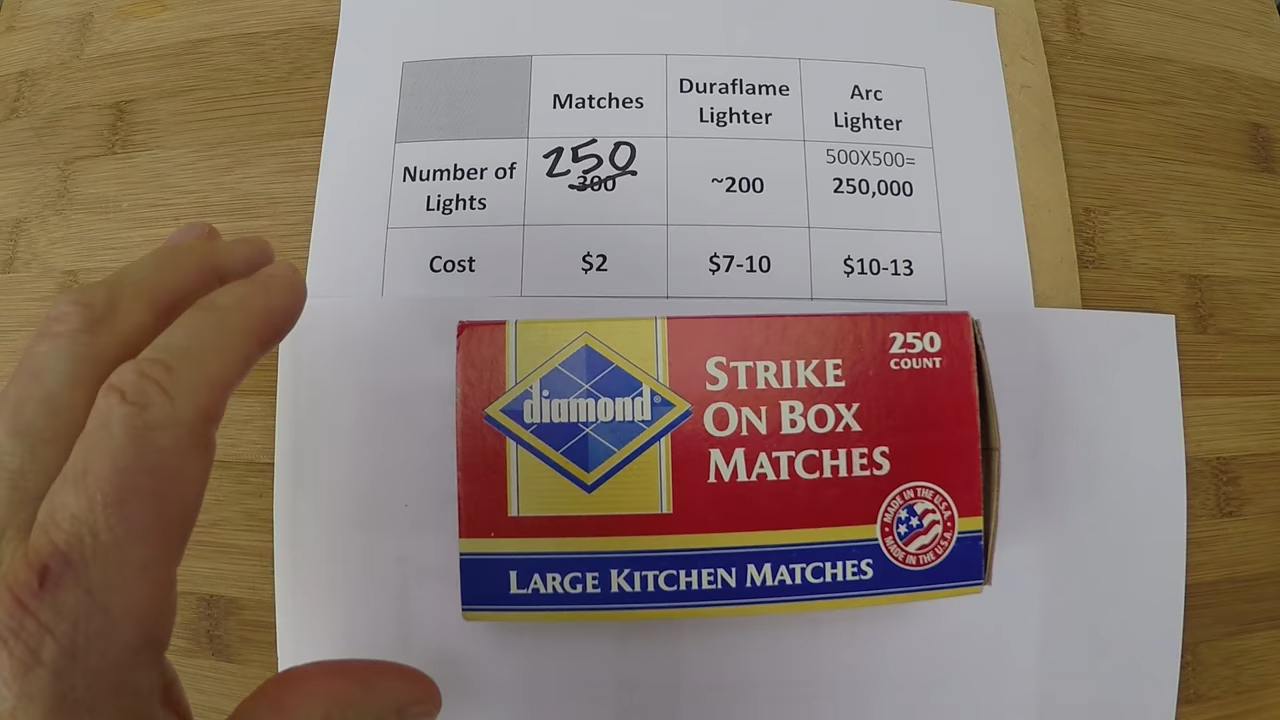 Matches
Duraflame
Lighter
Arc
Lighter
Number of
Lights
250
300
~200
500X500=
250,000
Cost
$2
$7-10
$10-13
250
COUNT
diamond®
STRIKE
ON BOX
MATCHES
MADE IN THE U.S.A.
MADE IN THE U.S.A.
LARGE KITCHEN MATCHES